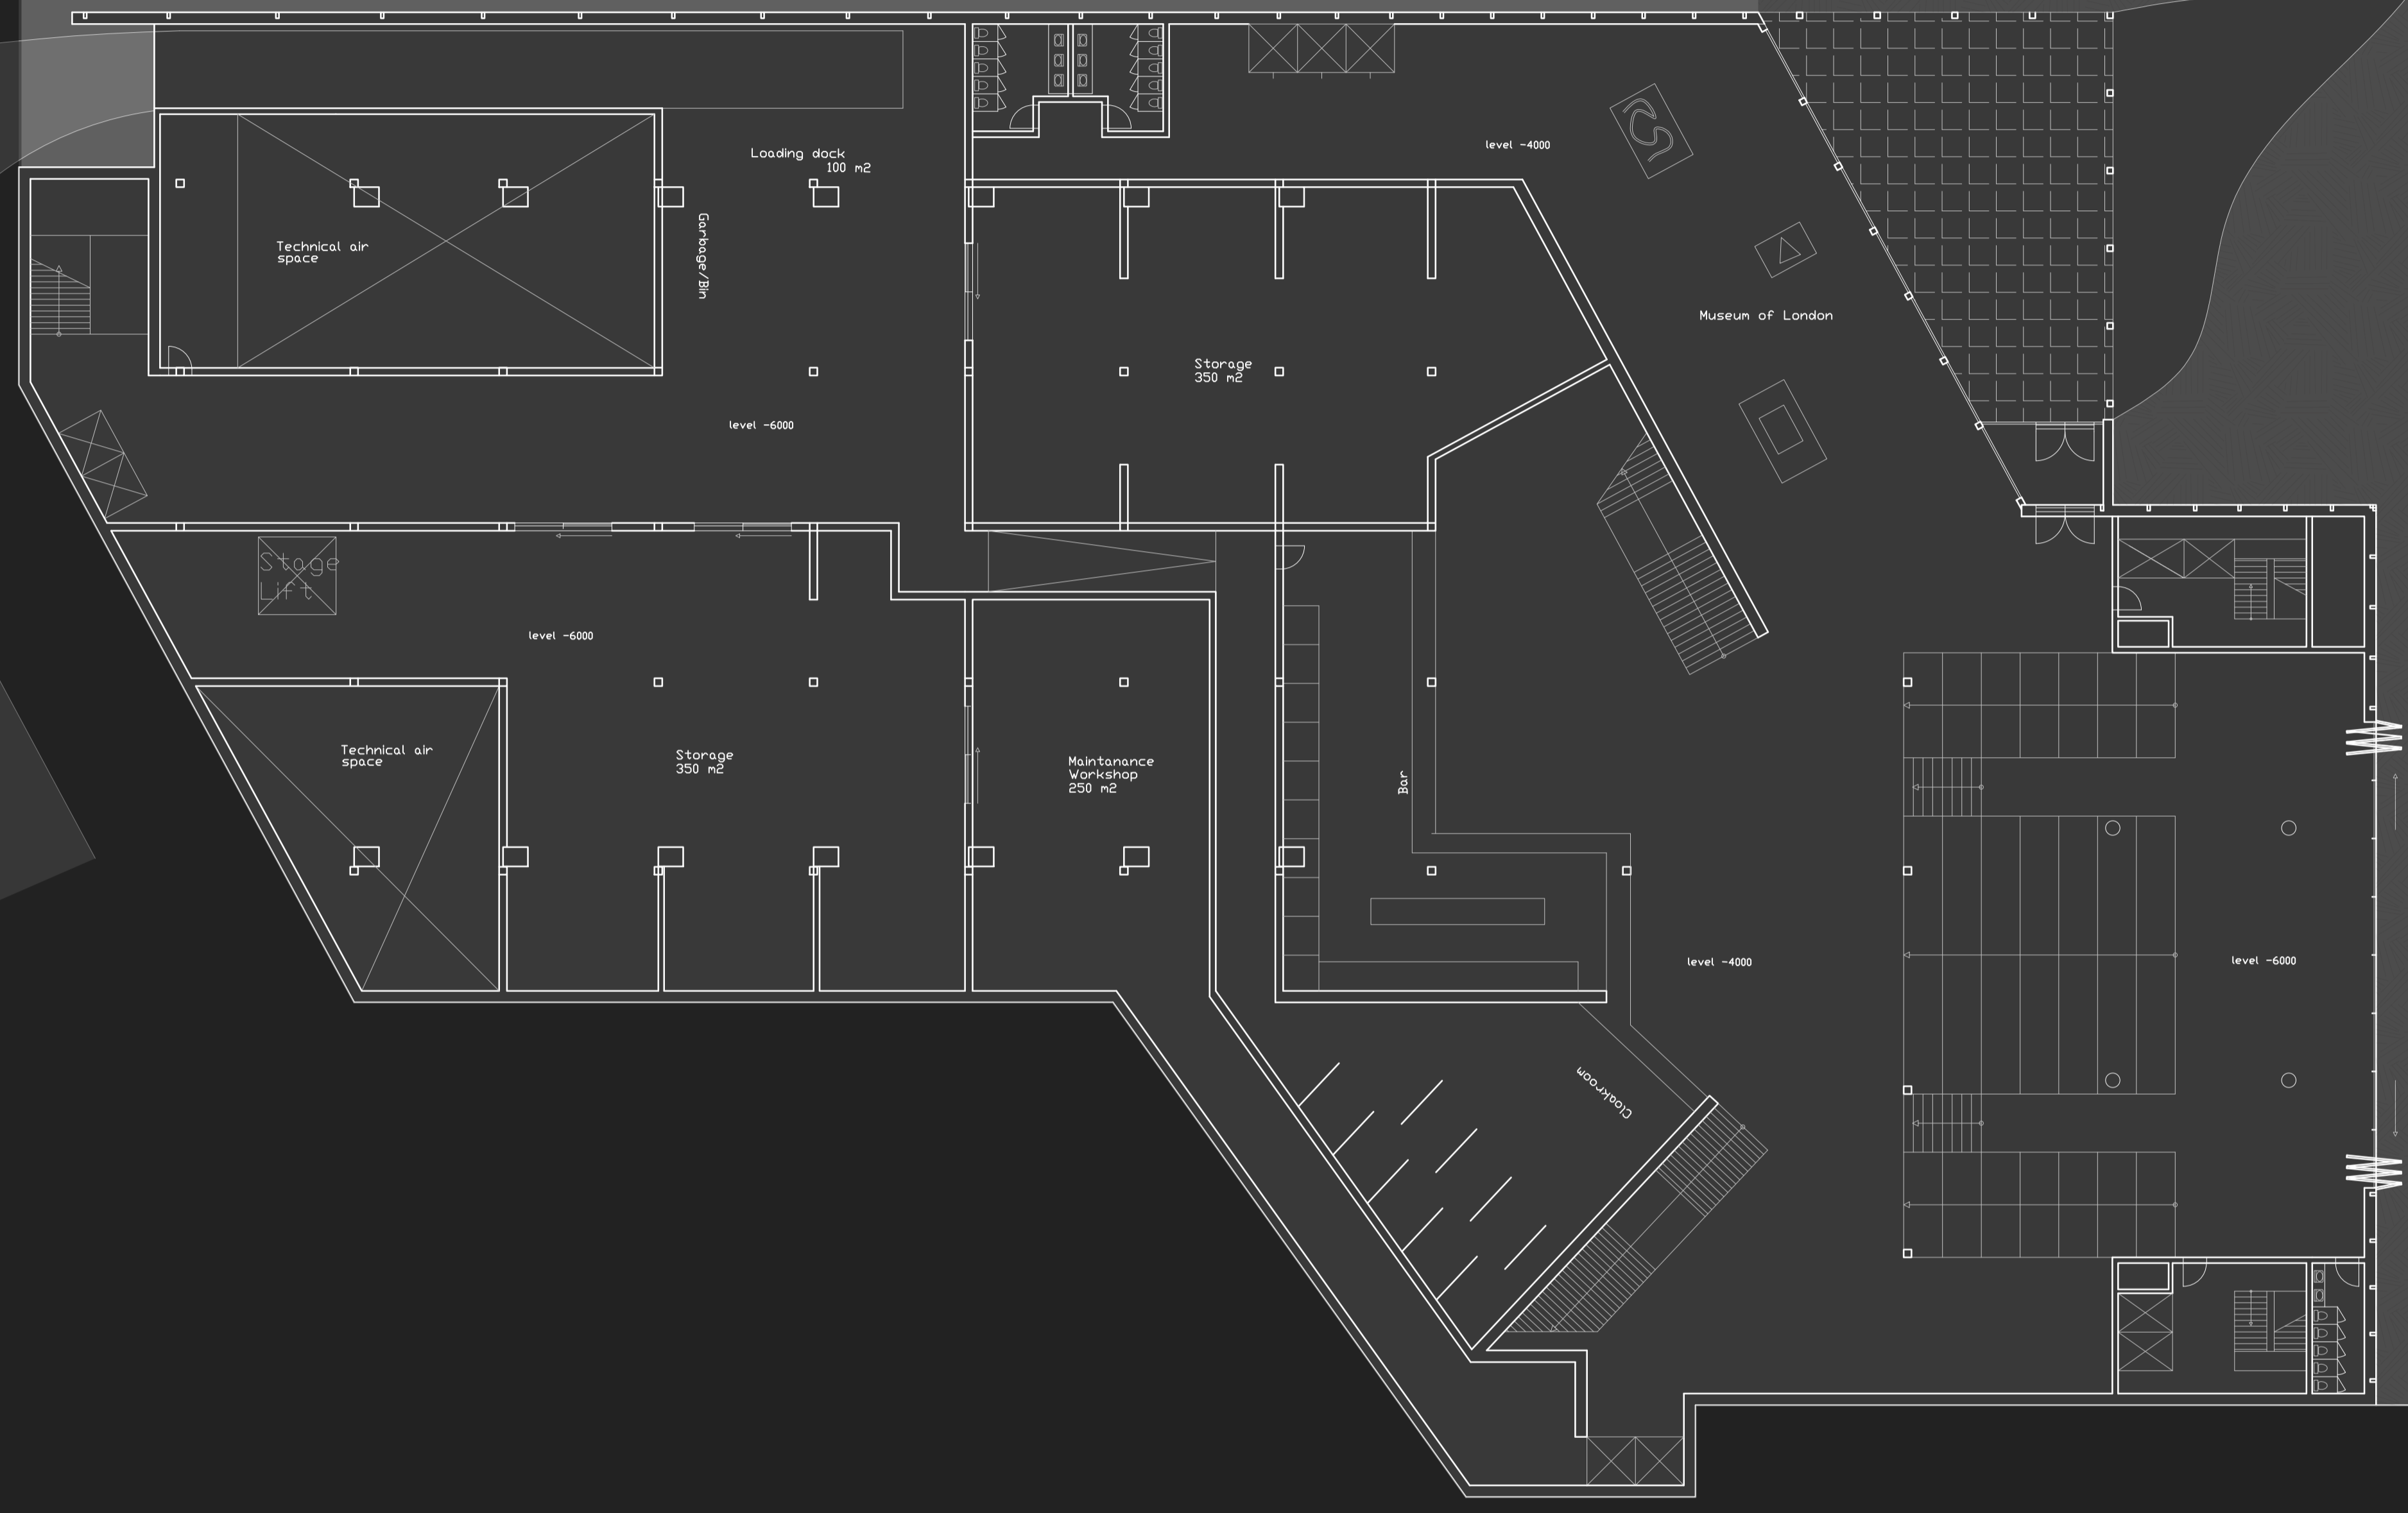 Loading dock
100 m2
level -4000
Technical air
space
Garbage/Bin
Museum of London
Storage
350 m2
level -6000
Stage
Lift
level -6000
Technical air
space
Storage
350 m2
Maintanance
Workshop
250 m2
Bar
level -4000
level -6000
Cloakroom